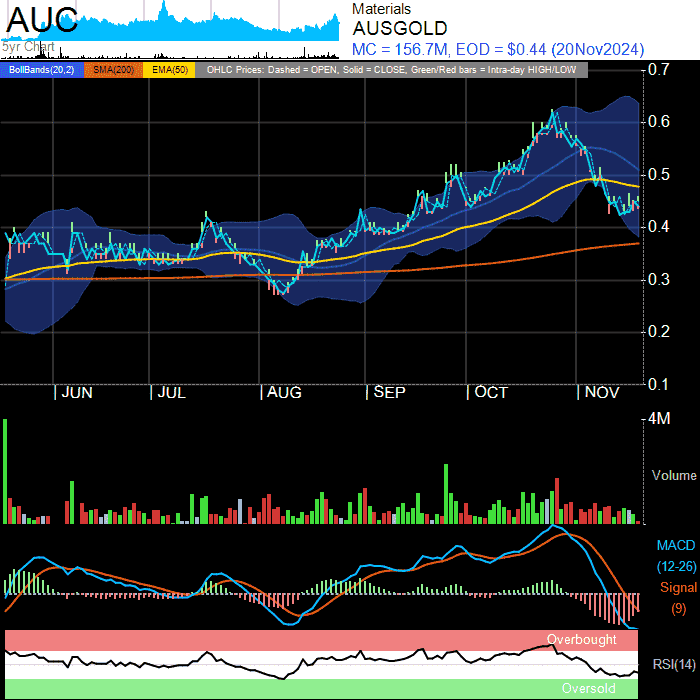 AUC
5yr Chart
Materials
AUSGOLD
MC = 156.7M, EOD = $0.44 (20Nov2024)
BollBands(20,2) SMA(200) EMA(50) OHLC Prices: Dashed = OPEN, Solid = CLOSE, Green/Red bars = Intra-day HIGH/LOW
0.7
0.6
0.5
0.4
0.3
0.2
0.1
| JUN | JUL | AUG | SEP | OCT | NOV
4M
Volume
MACD
(12-26)
Signal
(9)
Overbought
RSI(14)
Oversold